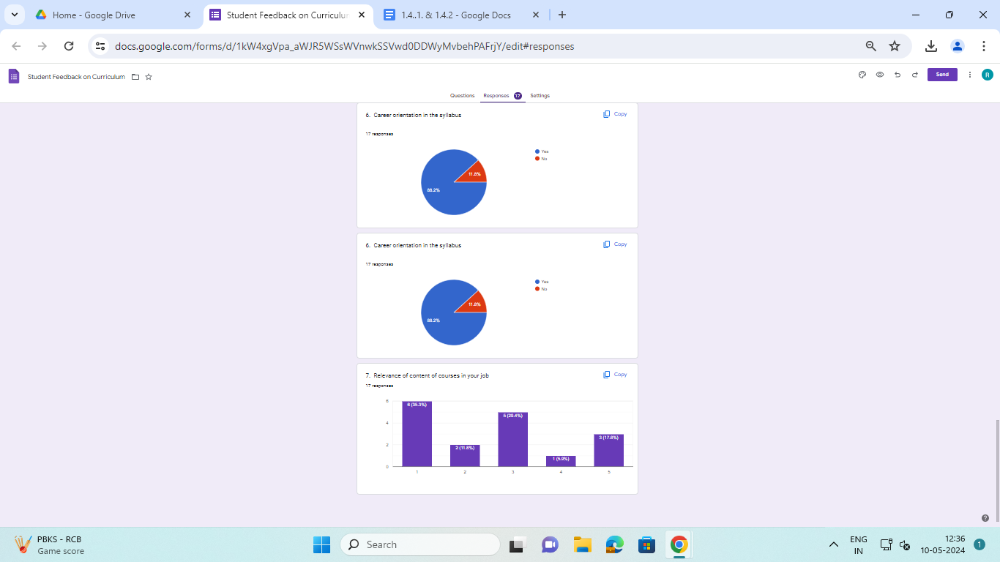 Home - Google Drive
Student Feedback on Curriculur
1.4..1. & 1.4.2 - Google Docs
docs.google.com/forms/d/1kW4xgVpa_aWJR5WSsWVnwkSSVwd0DDWyMvbehPAFrjY/edit#responses
Student Feedback on Curriculum
Send
R
Questions Responses 17 Settings
6. Career orientation in the syllabus
Copy
17 responses
Yes
No
11.8%
88.2%
6. Career orientation in the syllabus
Copy
17 responses
Yes
No
11.8%
88.2%
7. Relevance of content of courses in your job
Copy
17 responses
6
4
2
0
6 (35.3%)
2 (11.8%)
5 (29.4%)
1 (5.9%)
3 (17.6%)
1 2 3 4 5
PBKS - RCB
Game score
Search
ENG
IN
12:36
10-05-2024
1